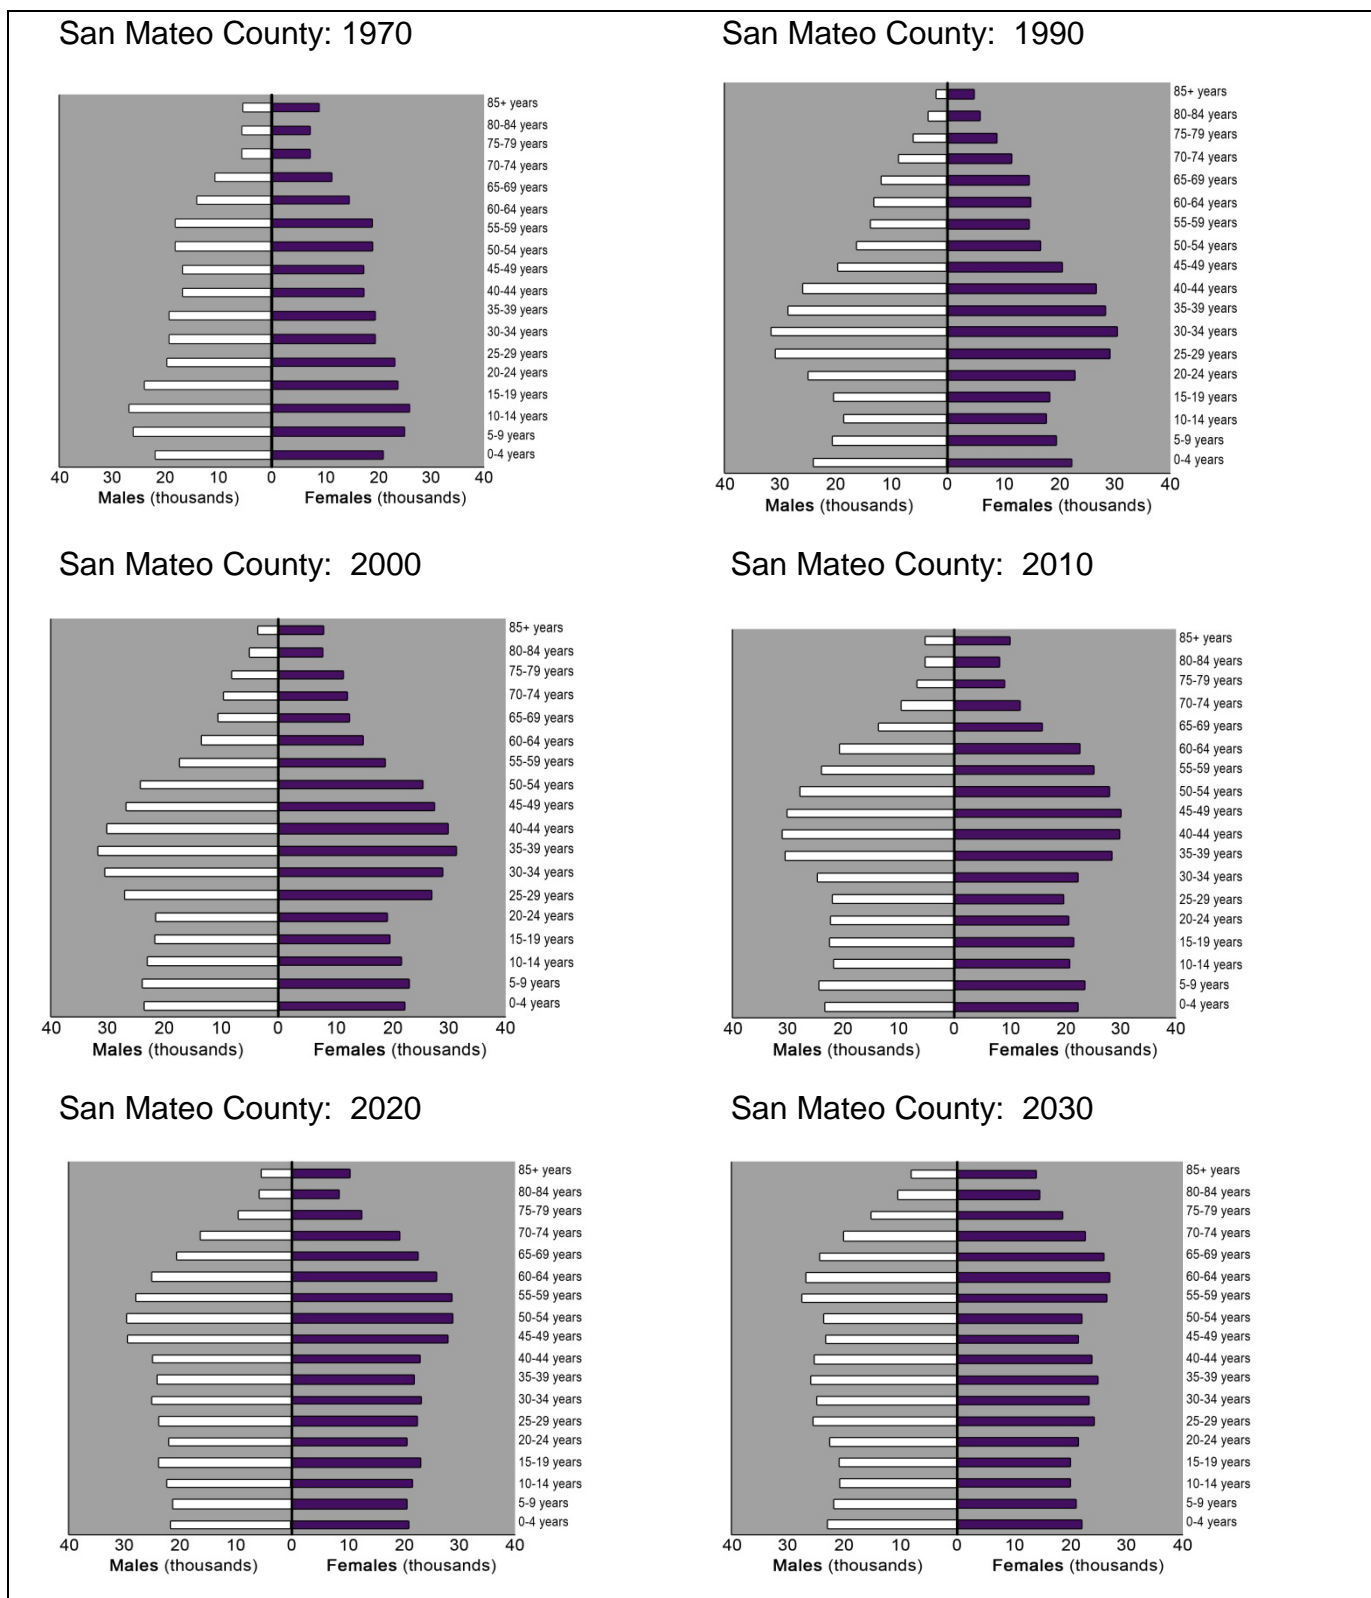 San Mateo County: 1970
85+ years
80-84 years
75-79 years
70-74 years
65-69 years
60-64 years
55-59 years
50-54 years
45-49 years
40-44 years
35-39 years
30-34 years
25-29 years
20-24 years
15-19 years
10-14 years
5-9 years
0-4 years
40 30 20 10 0 10 20 30 40
Males (thousands) Females (thousands)
San Mateo County: 1990
85+ years
80-84 years
75-79 years
70-74 years
65-69 years
60-64 years
55-59 years
50-54 years
45-49 years
40-44 years
35-39 years
30-34 years
25-29 years
20-24 years
15-19 years
10-14 years
5-9 years
0-4 years
40 30 20 10 0 10 20 30 40
Males (thousands) Females (thousands)
San Mateo County: 2000
85+ years
80-84 years
75-79 years
70-74 years
65-69 years
60-64 years
55-59 years
50-54 years
45-49 years
40-44 years
35-39 years
30-34 years
25-29 years
20-24 years
15-19 years
10-14 years
5-9 years
0-4 years
40 30 20 10 0 10 20 30 40
Males (thousands) Females (thousands)
San Mateo County: 2010
85+ years
80-84 years
75-79 years
70-74 years
65-69 years
60-64 years
55-59 years
50-54 years
45-49 years
40-44 years
35-39 years
30-34 years
25-29 years
20-24 years
15-19 years
10-14 years
5-9 years
0-4 years
40 30 20 10 0 10 20 30 40
Males (thousands) Females (thousands)
San Mateo County: 2020
85+ years
80-84 years
75-79 years
70-74 years
65-69 years
60-64 years
55-59 years
50-54 years
45-49 years
40-44 years
35-39 years
30-34 years
25-29 years
20-24 years
15-19 years
10-14 years
5-9 years
0-4 years
40 30 20 10 0 10 20 30 40
Males (thousands) Females (thousands)
San Mateo County: 2030
85+ years
80-84 years
75-79 years
70-74 years
65-69 years
60-64 years
55-59 years
50-54 years
45-49 years
40-44 years
35-39 years
30-34 years
25-29 years
20-24 years
15-19 years
10-14 years
5-9 years
0-4 years
40 30 20 10 0 10 20 30 40
Males (thousands) Females (thousands)